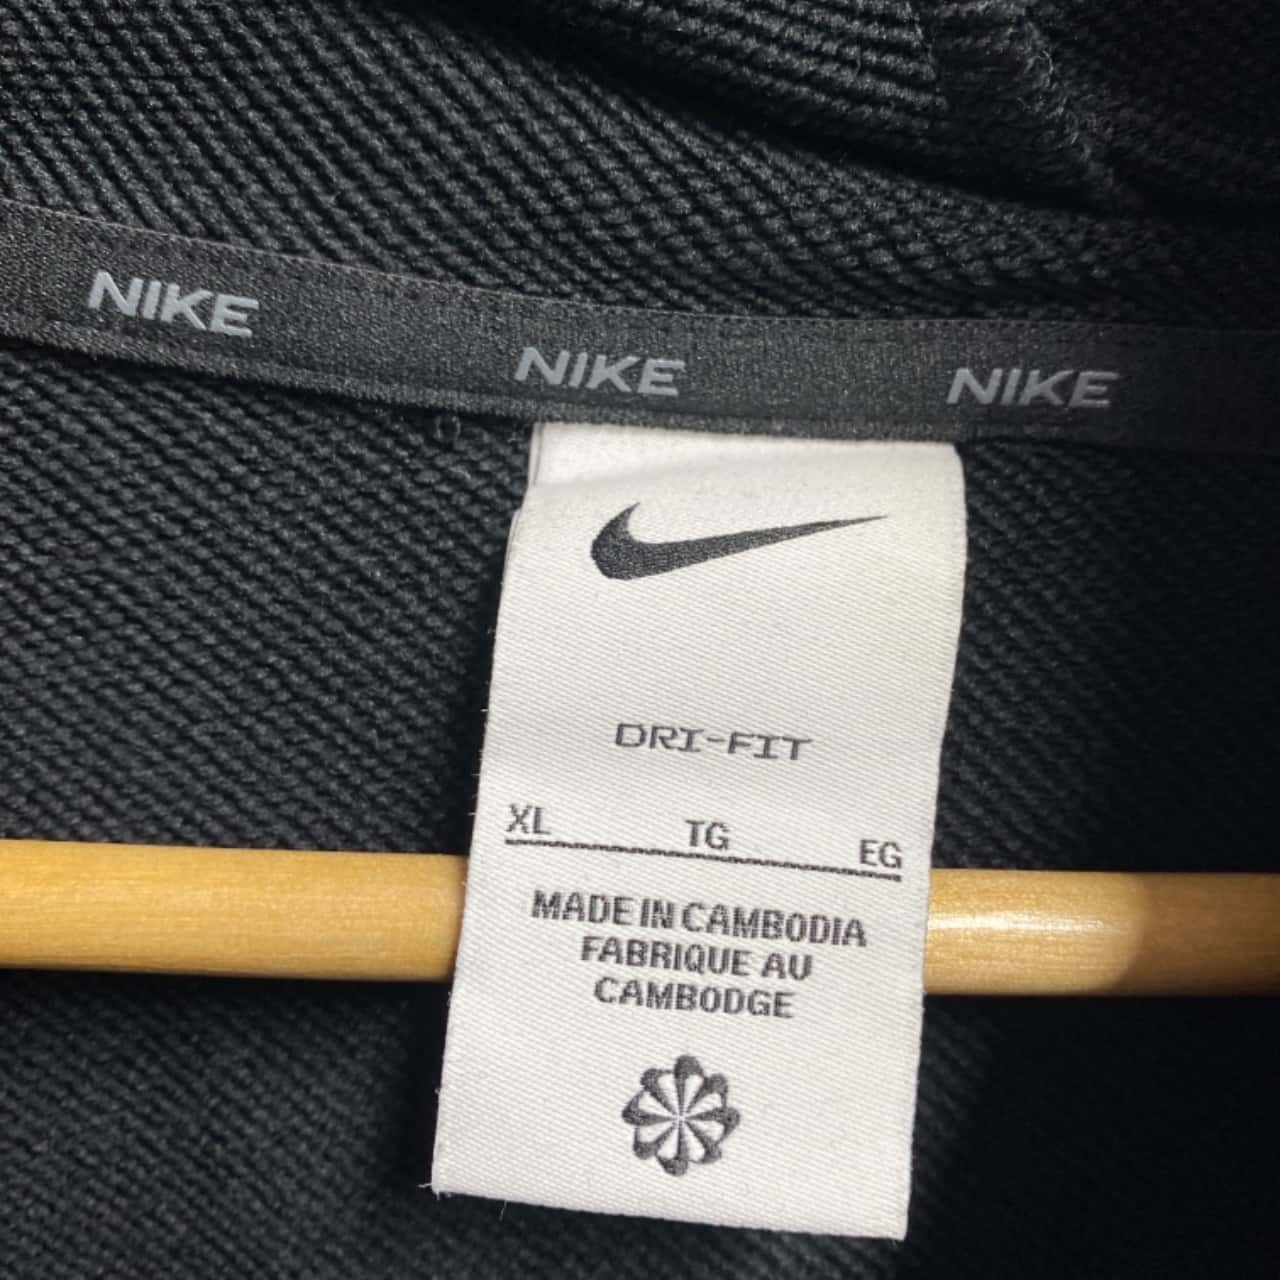 NIKE NIKE NIKE
DRI-FIT
XL TG EG
MADE IN CAMBODIA
FABRIQUE AU
CAMBODGE